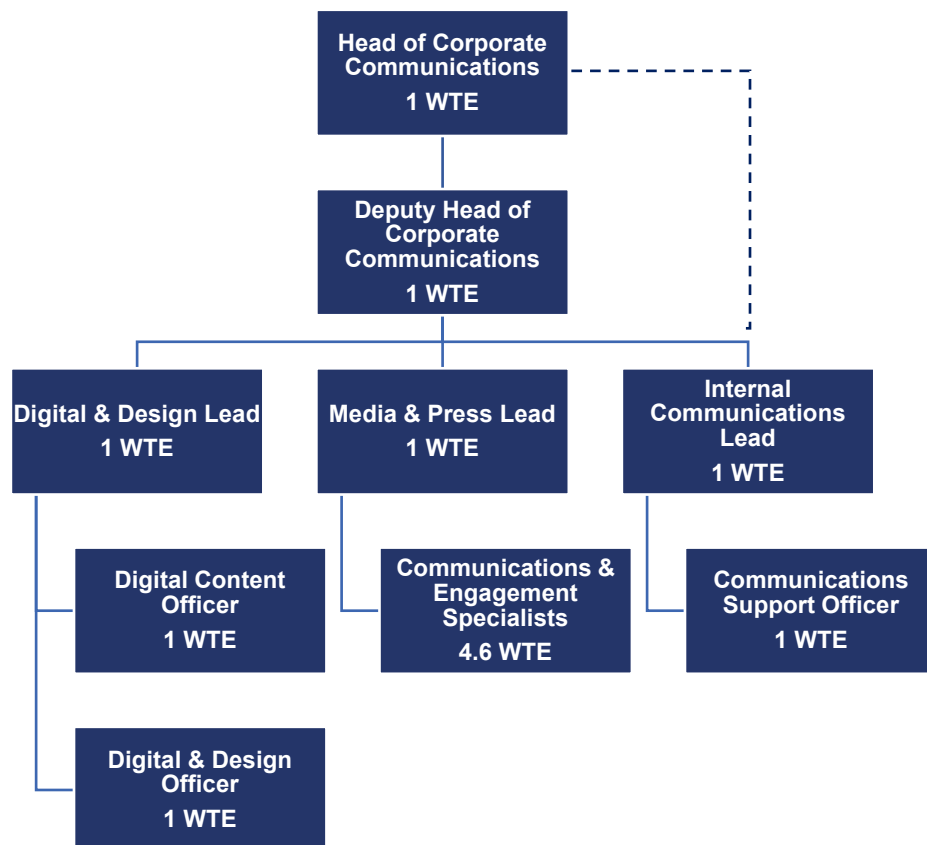 Head of Corporate
Communications
1 WTE
Deputy Head of
Corporate
Communications
1 WTE
Digital & Design Lead
1 WTE
Media & Press Lead
1 WTE
Internal
Communications
Lead
1 WTE
Digital Content
Officer
1 WTE
Communications &
Engagement
Specialists
4.6 WTE
Communications
Support Officer
1 WTE
Digital & Design
Officer
1 WTE